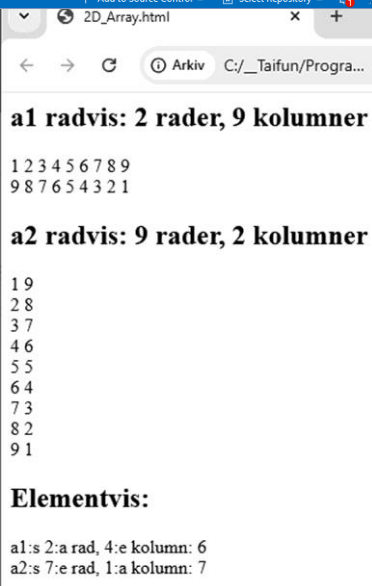 2_D_Array.html
Arkiv
C:/__Taifun/Progra...
a1 radvis: 2 rader, 9 kolumner
1 2 3 4 5 6 7 8 9
9 8 7 6 5 4 3 2 1
a2 radvis: 9 rader, 2 kolumner
1 9
2 8
3 7
4 6
5 5
6 4
7 3
8 2
9 1
Elementvis:
a1:s 2:a rad, 4:e kolumn: 6
a2:s 7:e rad, 1:a kolumn: 7